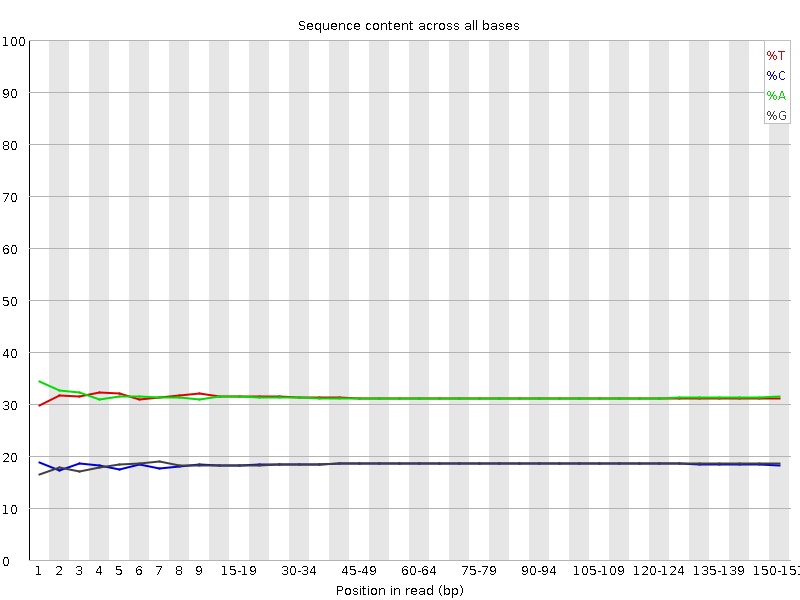 Sequence content across all bases
100
90
80
70
60
50
40
30
20
10
0
%T
%C
%A
%G
1 2 3 4 5 6 7 8 9 15-19 30-34 45-49 60-64 75-79 90-94 105-109 120-124 135-139 150-151
Position in read (bp)